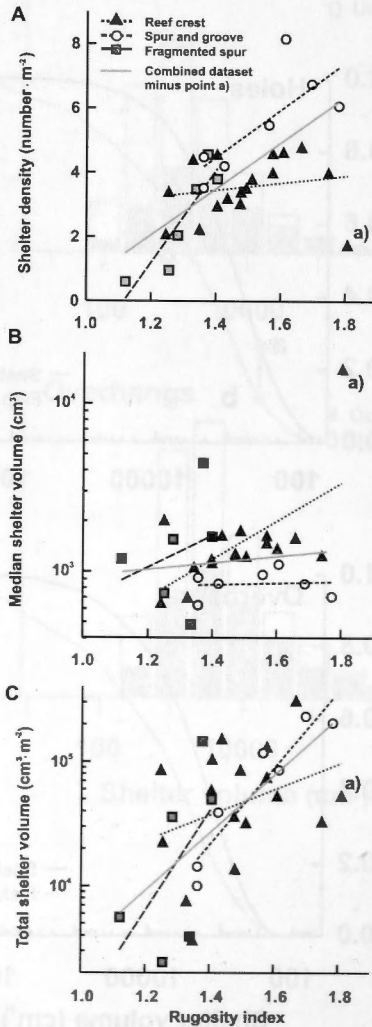 A
Reef crest
Spur and groove
Fragmented spur
Combined dataset
minus point a)
Shelter density (number · m⁻²)
8
6
4
2
0
a)
1.0 1.2 1.4 1.6 1.8
B
Median shelter volume (cm³)
10⁴
10³
a)
1.0 1.2 1.4 1.6 1.8
C
Total shelter volume (cm³ m⁻²)
10⁵
10⁴
a)
1.0 1.2 1.4 1.6 1.8
Rugosity index